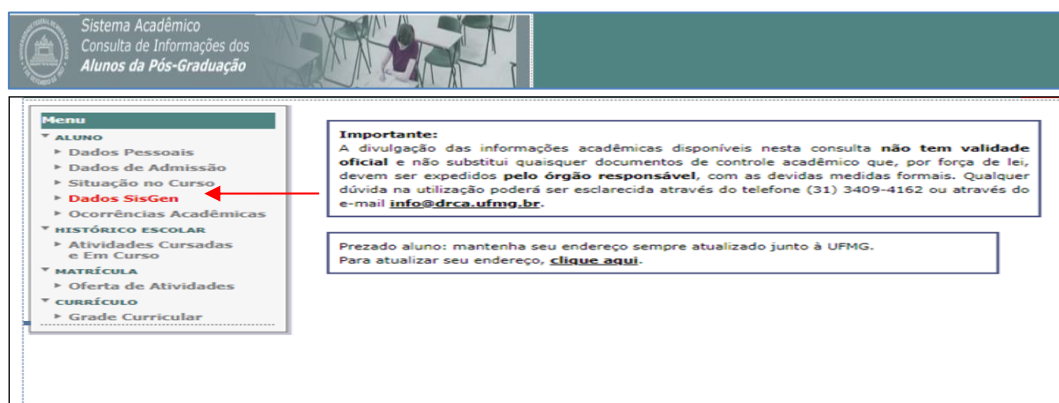 Sistema Acadêmico
Consulta de Informações dos
Alunos da Pós-Graduação
Menu
ALUNO
Dados Pessoais
Dados de Admissão
Situação no Curso
Dados SisGen
Ocorrências Acadêmicas
HISTÓRICO ESCOLAR
Atividades Cursadas
e Em Curso
MATRÍCULA
Oferta de Atividades
CURRÍCULO
Grade Curricular
Importante:
A divulgação das informações acadêmicas disponíveis nesta consulta não tem validade
oficial e não substitui quaisquer documentos de controle acadêmico que, por força de lei,
devem ser expedidos pelo órgão responsável, com as devidas medidas formais. Qualquer
dúvida na utilização poderá ser esclarecida através do telefone (31) 3409-4162 ou através do
e-mail info@drca.ufmg.br.
Prezado aluno: mantenha seu endereço sempre atualizado junto à UFMG.
Para atualizar seu endereço, clique aqui.